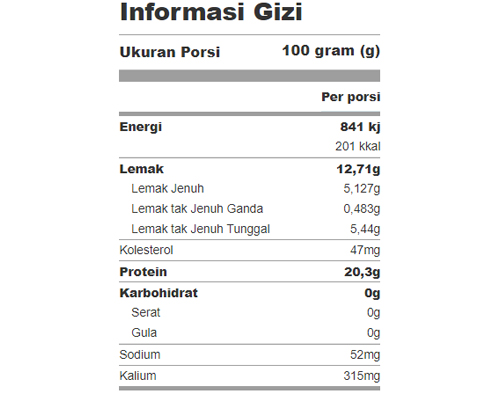 Informasi Gizi
Ukuran Porsi 100 gram (g)
Per porsi
Energi 841 kj
201 kkal
Lemak 12,71g
Lemak Jenuh 5,127g
Lemak tak Jenuh Ganda 0,483g
Lemak tak Jenuh Tunggal 5,44g
Kolesterol 47mg
Protein 20,3g
Karbohidrat 0g
Serat 0g
Gula 0g
Sodium 52mg
Kalium 315mg